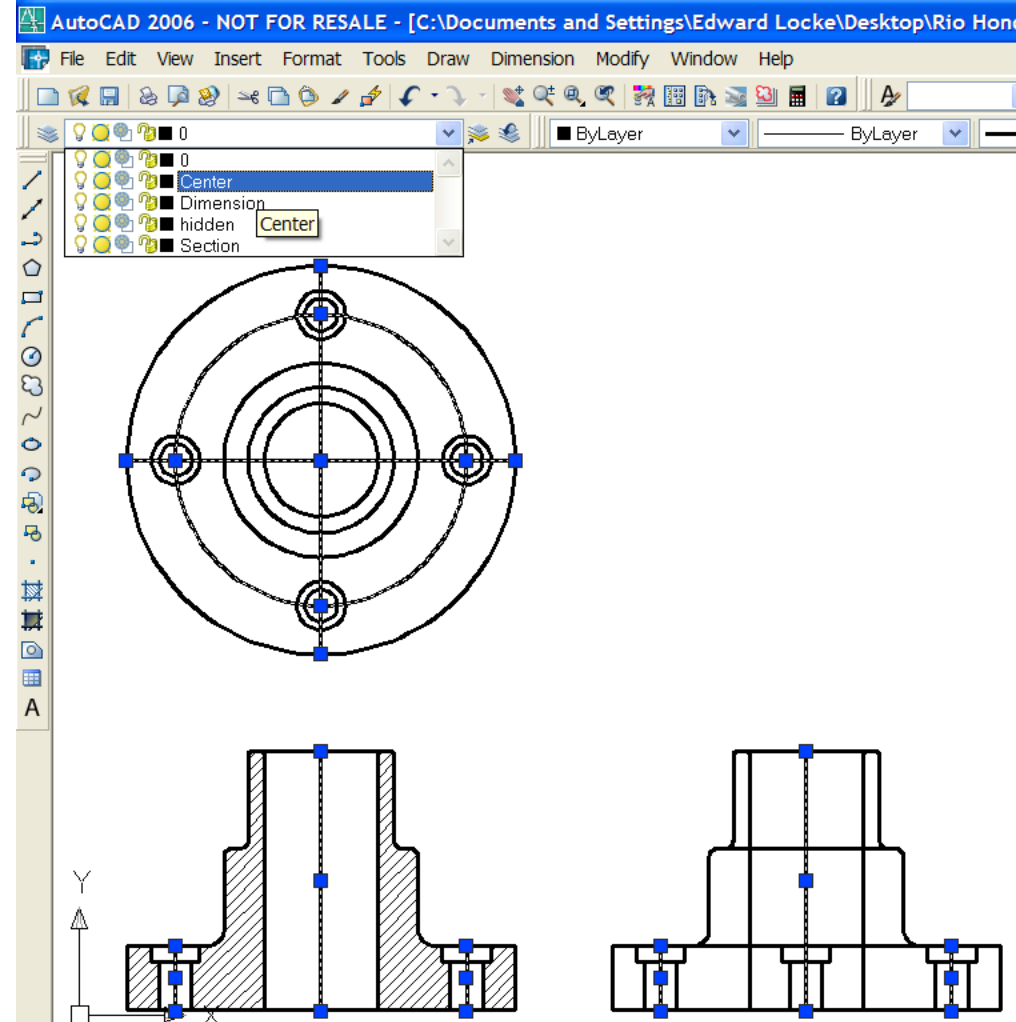 AutoCAD 2006 - NOT FOR RESALE - [C:\Documents and Settings\Edward Locke\Desktop\Rio Hond
File Edit View Insert Format Tools Draw Dimension Modify Window Help
0 ByLayer ByLayer
0
Center
Dimension
hidden Center
Section
A
Y
X